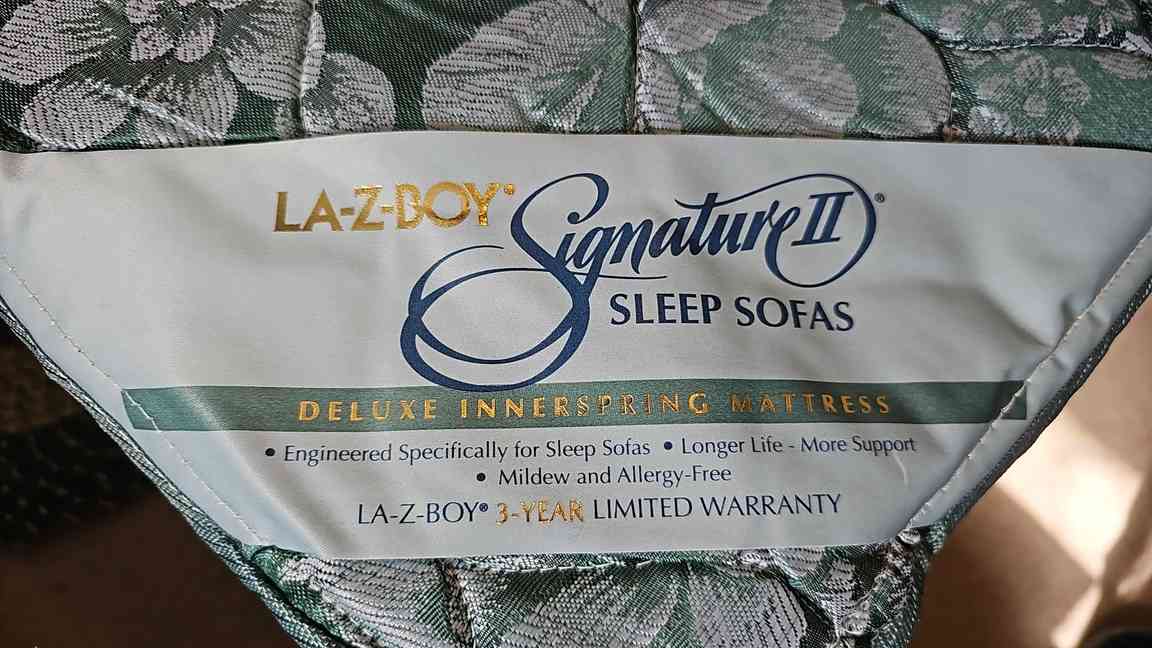 LA-Z-BOY® Signature II®
SLEEP SOFAS
DELUXE INNERSPRING MATTRESS
• Engineered Specifically for Sleep Sofas • Longer Life - More Support
• Mildew and Allergy-Free
LA-Z-BOY® 3-YEAR LIMITED WARRANTY